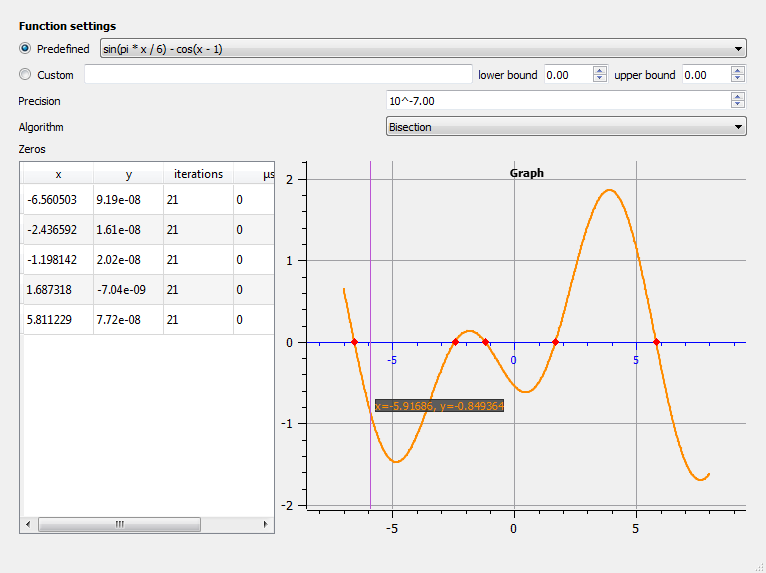 Function settings
Predefined sin(pi * x / 6) - cos(x - 1)
Custom lower bound 0.00 upper bound 0.00
Precision 10^-7.00
Algorithm Bisection
Zeros
x y iterations µs
-6.560503 9.19e-08 21 0
-2.436592 1.61e-08 21 0
-1.198142 2.02e-08 21 0
1.687318 -7.04e-09 21 0
5.811229 7.72e-08 21 0
Graph
2
1
0
-5 0 5
x=-5.91686, y=-0.849364
-1
-2
-5 0 5